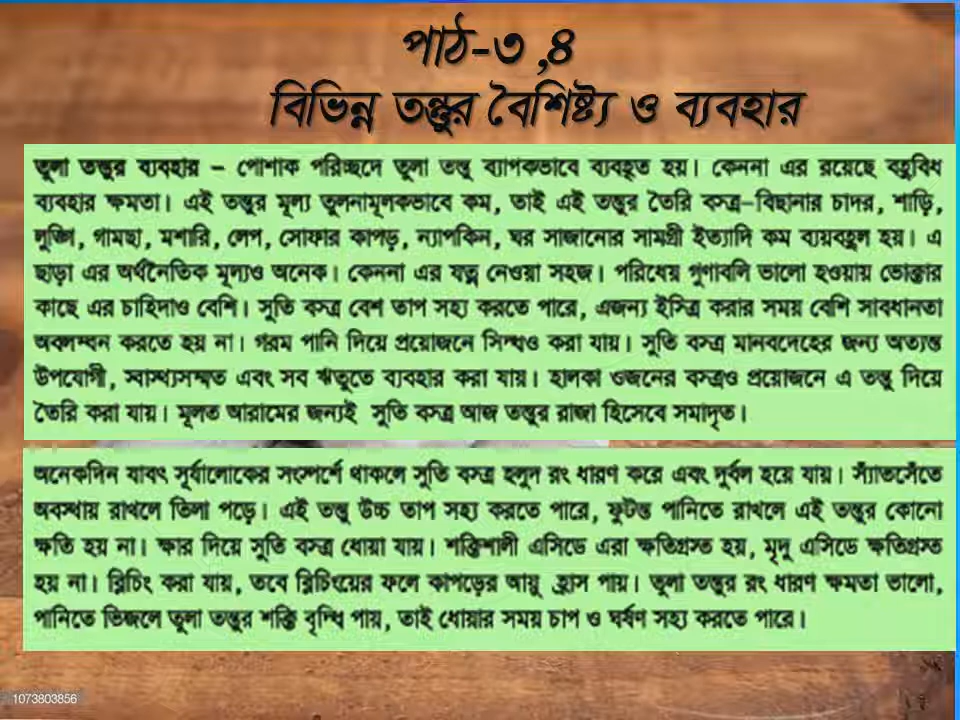 পাঠ-৩ ,৪
বিভিন্ন তন্তুর বৈশিষ্ট্য ও ব্যবহার
তুলা তন্তুর ব্যবহার – পোশাক পরিচ্ছদে তুলা তন্তু ব্যাপকভাবে ব্যবহৃত হয়। কেননা এর রয়েছে বহুবিধ
ব্যবহার ক্ষমতা। এই তন্তুর মূল্য তুলনামূলকভাবে কম, তাই এই তন্তুর তৈরি বস্ত্র–বিছানার চাদর, শাড়ি,
লুঙ্গি, গামছা, মশারি, লেপ, সোফার কাপড়, ন্যাপকিন, ঘর সাজানোর সামগ্রী ইত্যাদি কম ব্যয়বহুল হয়। এ
ছাড়া এর অর্থনৈতিক মূল্যও অনেক। কেননা এর যত্ন নেওয়া সহজ। পরিধেয় গুণাবলি ভালো হওয়ায় ভোক্তার
কাছে এর চাহিদাও বেশি। সুতি বস্ত্র বেশ তাপ সহ্য করতে পারে, এজন্য ইস্ত্রি করার সময় বেশি সাবধানতা
অবলম্বন করতে হয় না। গরম পানি দিয়ে প্রয়োজনে সিদ্ধও করা যায়। সুতি বস্ত্র মানবদেহের জন্য অত্যন্ত
উপযোগী, স্বাস্থ্যসম্মত এবং সব ঋতুতে ব্যবহার করা যায়। হালকা ওজনের বস্ত্রও প্রয়োজনে এ তন্তু দিয়ে
তৈরি করা যায়। মূলত আরামের জন্যই সুতি বস্ত্র আজ তন্তুর রাজা হিসেবে সমাদৃত।
অনেকদিন যাবৎ সূর্যালোকের সংস্পর্শে থাকলে সুতি বস্ত্র হলুদ রং ধারণ করে এবং দুর্বল হয়ে যায়। স্যাঁতসেঁতে
অবস্থায় রাখলে তিলা পড়ে। এই তন্তু উচ্চ তাপ সহ্য করতে পারে, ফুটন্ত পানিতে রাখলে এই তন্তুর কোনো
ক্ষতি হয় না। ক্ষার দিয়ে সুতি বস্ত্র ধোয়া যায়। শক্তিশালী এসিডে এরা ক্ষতিগ্রস্ত হয়, মৃদু এসিডে ক্ষতিগ্রস্ত
হয় না। ব্লিচিং করা যায়, তবে ব্লিচিংয়ের ফলে কাপড়ের আয়ু হ্রাস পায়। তুলা তন্তুর রং ধারণ ক্ষমতা ভালো,
পানিতে ভিজলে তুলা তন্তুর শক্তি বৃদ্ধি পায়, তাই ধোয়ার সময় চাপ ও ঘর্ষণ সহ্য করতে পারে।
1073803856